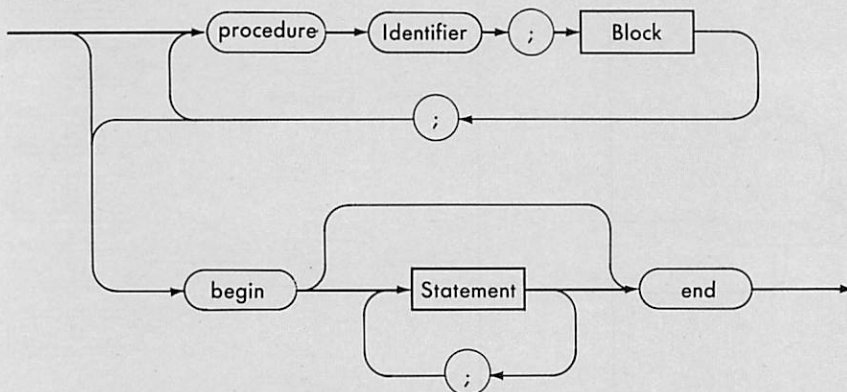 procedure Identifier ; Block
;
begin Statement end
;